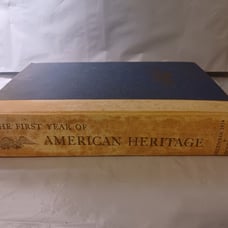 THE FIRST YEAR OF
AMERICAN HERITAGE